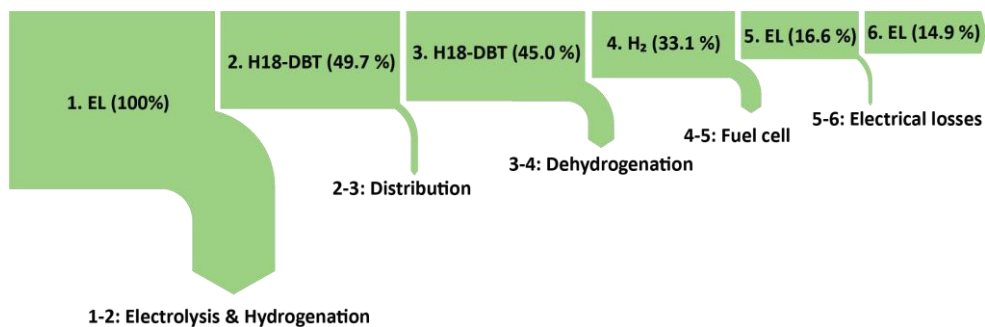 1. EL (100%)
2. H18-DBT (49.7 %)
3. H18-DBT (45.0 %)
4. H₂ (33.1 %)
5. EL (16.6 %)
6. EL (14.9 %)
5-6: Electrical losses
4-5: Fuel cell
3-4: Dehydrogenation
2-3: Distribution
1-2: Electrolysis & Hydrogenation